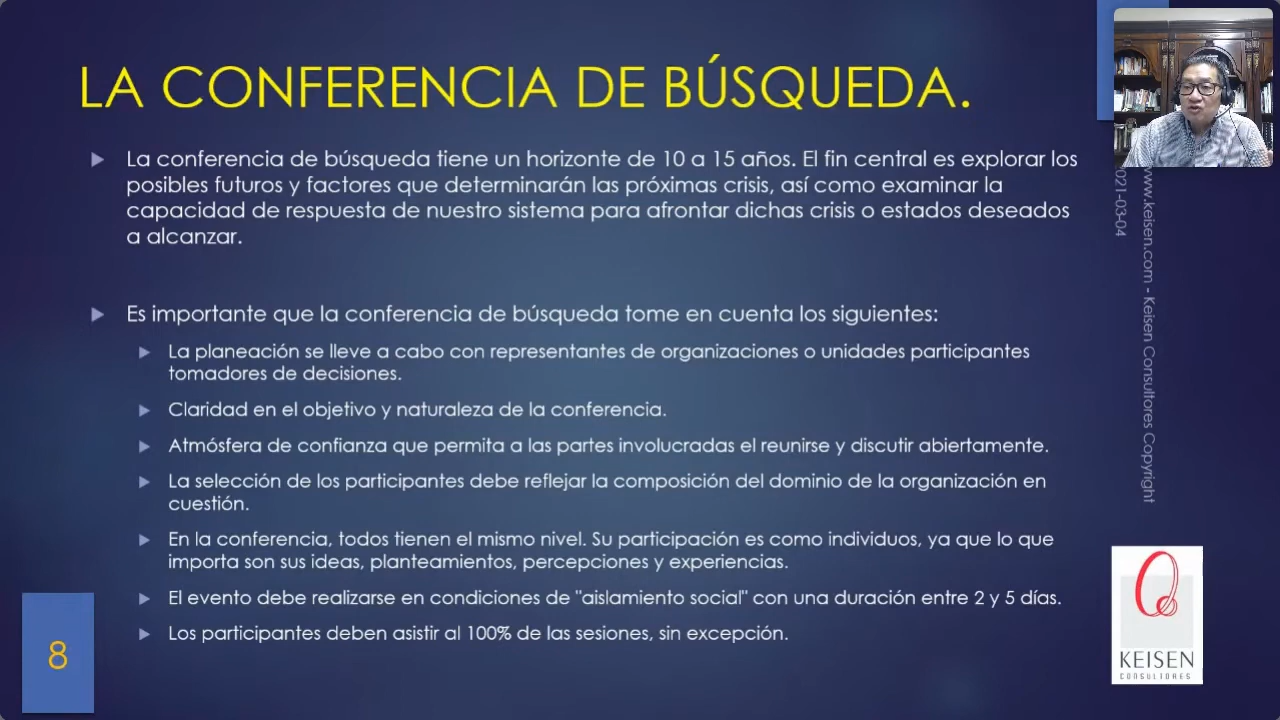 LA CONFERENCIA DE BÚSQUEDA.
La conferencia de búsqueda tiene un horizonte de 10 a 15 años. El fin central es explorar los
posibles futuros y factores que determinarán las próximas crisis, así como examinar la
capacidad de respuesta de nuestro sistema para afrontar dichas crisis o estados deseados
a alcanzar.
Es importante que la conferencia de búsqueda tome en cuenta los siguientes:
La planeación se lleve a cabo con representantes de organizaciones o unidades participantes
tomadores de decisiones.
Claridad en el objetivo y naturaleza de la conferencia.
Atmósfera de confianza que permita a las partes involucradas el reunirse y discutir abiertamente.
La selección de los participantes debe reflejar la composición del dominio de la organización en
cuestión.
En la conferencia, todos tienen el mismo nivel. Su participación es como individuos, ya que lo que
importa son sus ideas, planteamientos, percepciones y experiencias.
El evento debe realizarse en condiciones de "aislamiento social" con una duración entre 2 y 5 días.
Los participantes deben asistir al 100% de las sesiones, sin excepción.
8
2021-03-04
www.keisen.com - Keisen Consultores Copyright
KEISEN
CONSULTORES